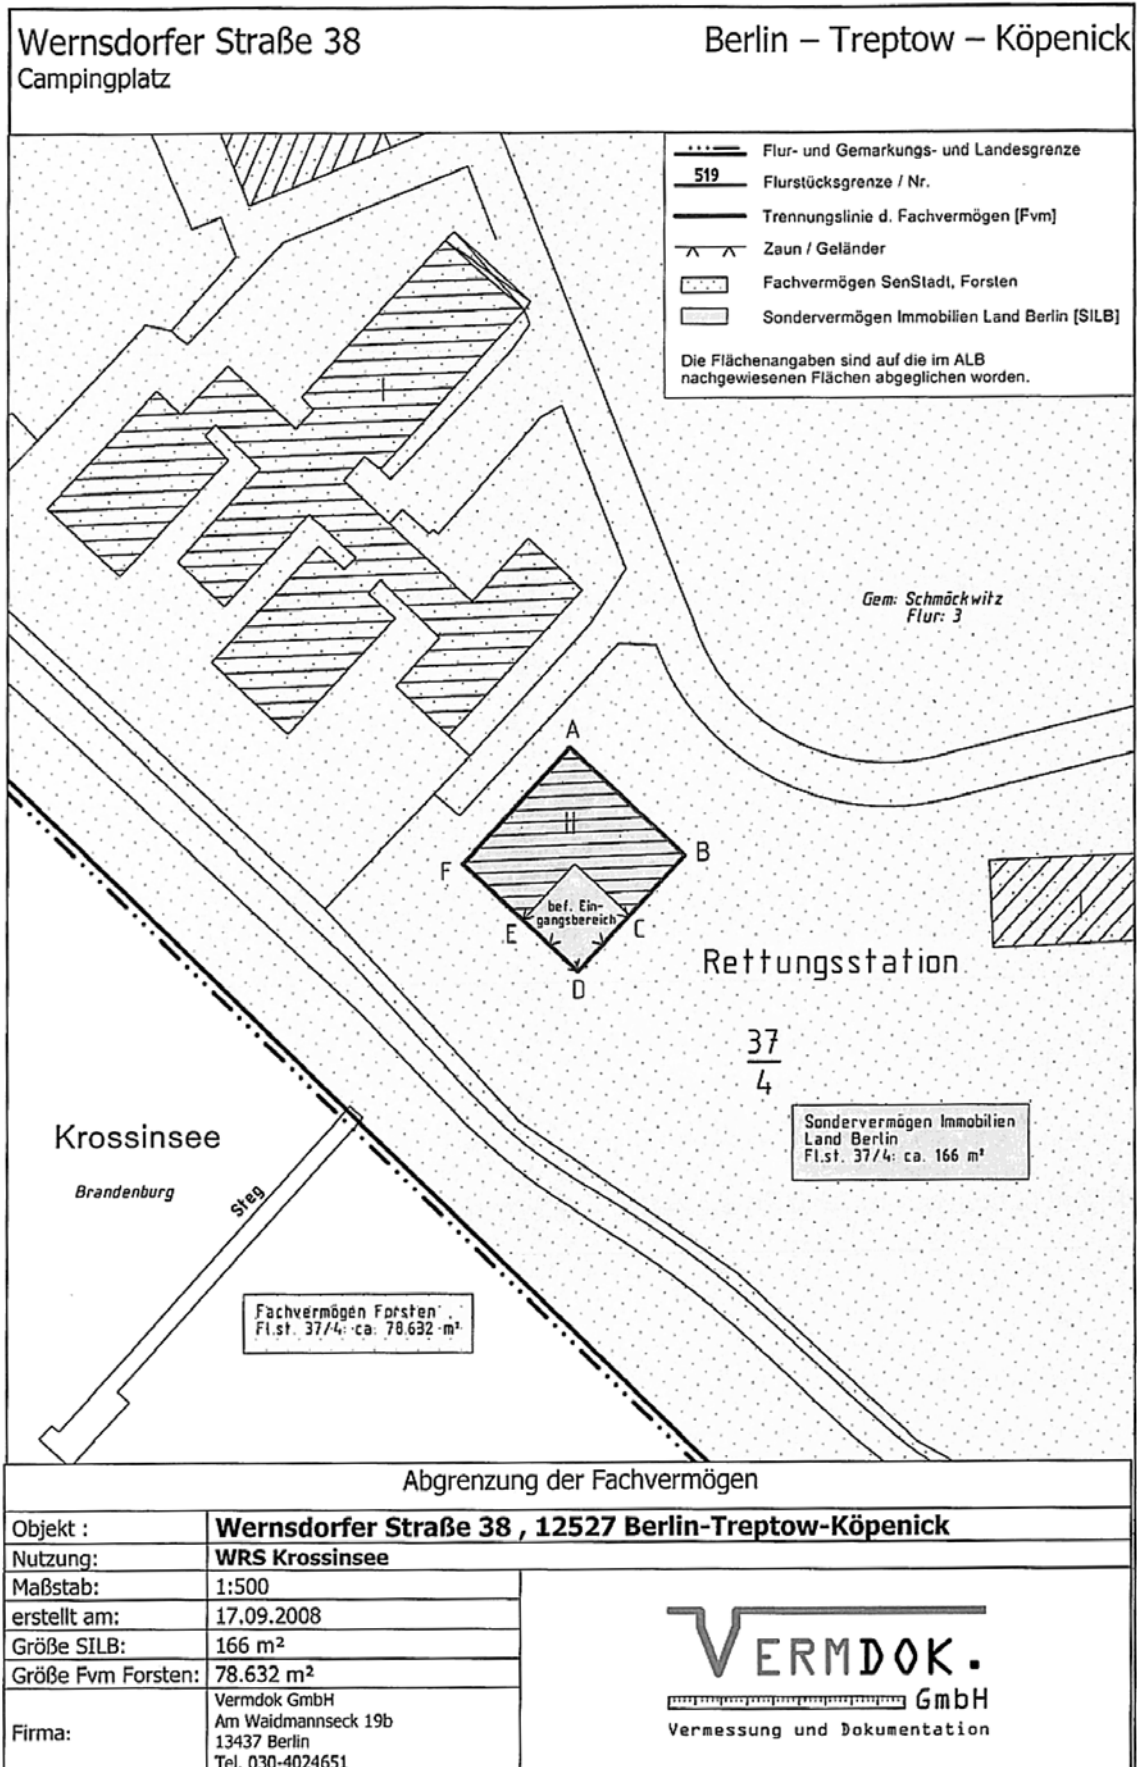 Wernsdorfer Straße 38
Berlin – Treptow – Köpenick
Campingplatz
Flur- und Gemarkungs- und Landesgrenze
519
Flurstücksgrenze / Nr.
Trennungslinie d. Fachvermögen [Fvm]
Zaun / Geländer
Fachvermögen SenStadt, Forsten
Sondervermögen Immobilien Land Berlin [SILB]
Die Flächenangaben sind auf die im ALB
nachgewiesenen Flächen abgeglichen worden.
I
Gem: Schmöckwitz
Flur: 3
A
II
B
F
bef. Ein-
gangsbereich
E
C
D
I
Rettungsstation
37
4
Sondervermögen Immobilien
Land Berlin
Fl.st. 37/4: ca. 166 m²
Krossinsee
Brandenburg
Steg
Fachvermögen Forsten
Fl.st. 37/4: ca. 78.632 m²
Abgrenzung der Fachvermögen
Objekt :
Wernsdorfer Straße 38 , 12527 Berlin-Treptow-Köpenick
Nutzung:
WRS Krossinsee
Maßstab:
1:500
erstellt am:
17.09.2008
Größe SILB:
166 m²
Größe Fvm Forsten:
78.632 m²
Firma:
Vermdok GmbH
Am Waidmannseck 19b
13437 Berlin
Tel. 030-4024651
VERMDOK.
GmbH
Vermessung und Dokumentation